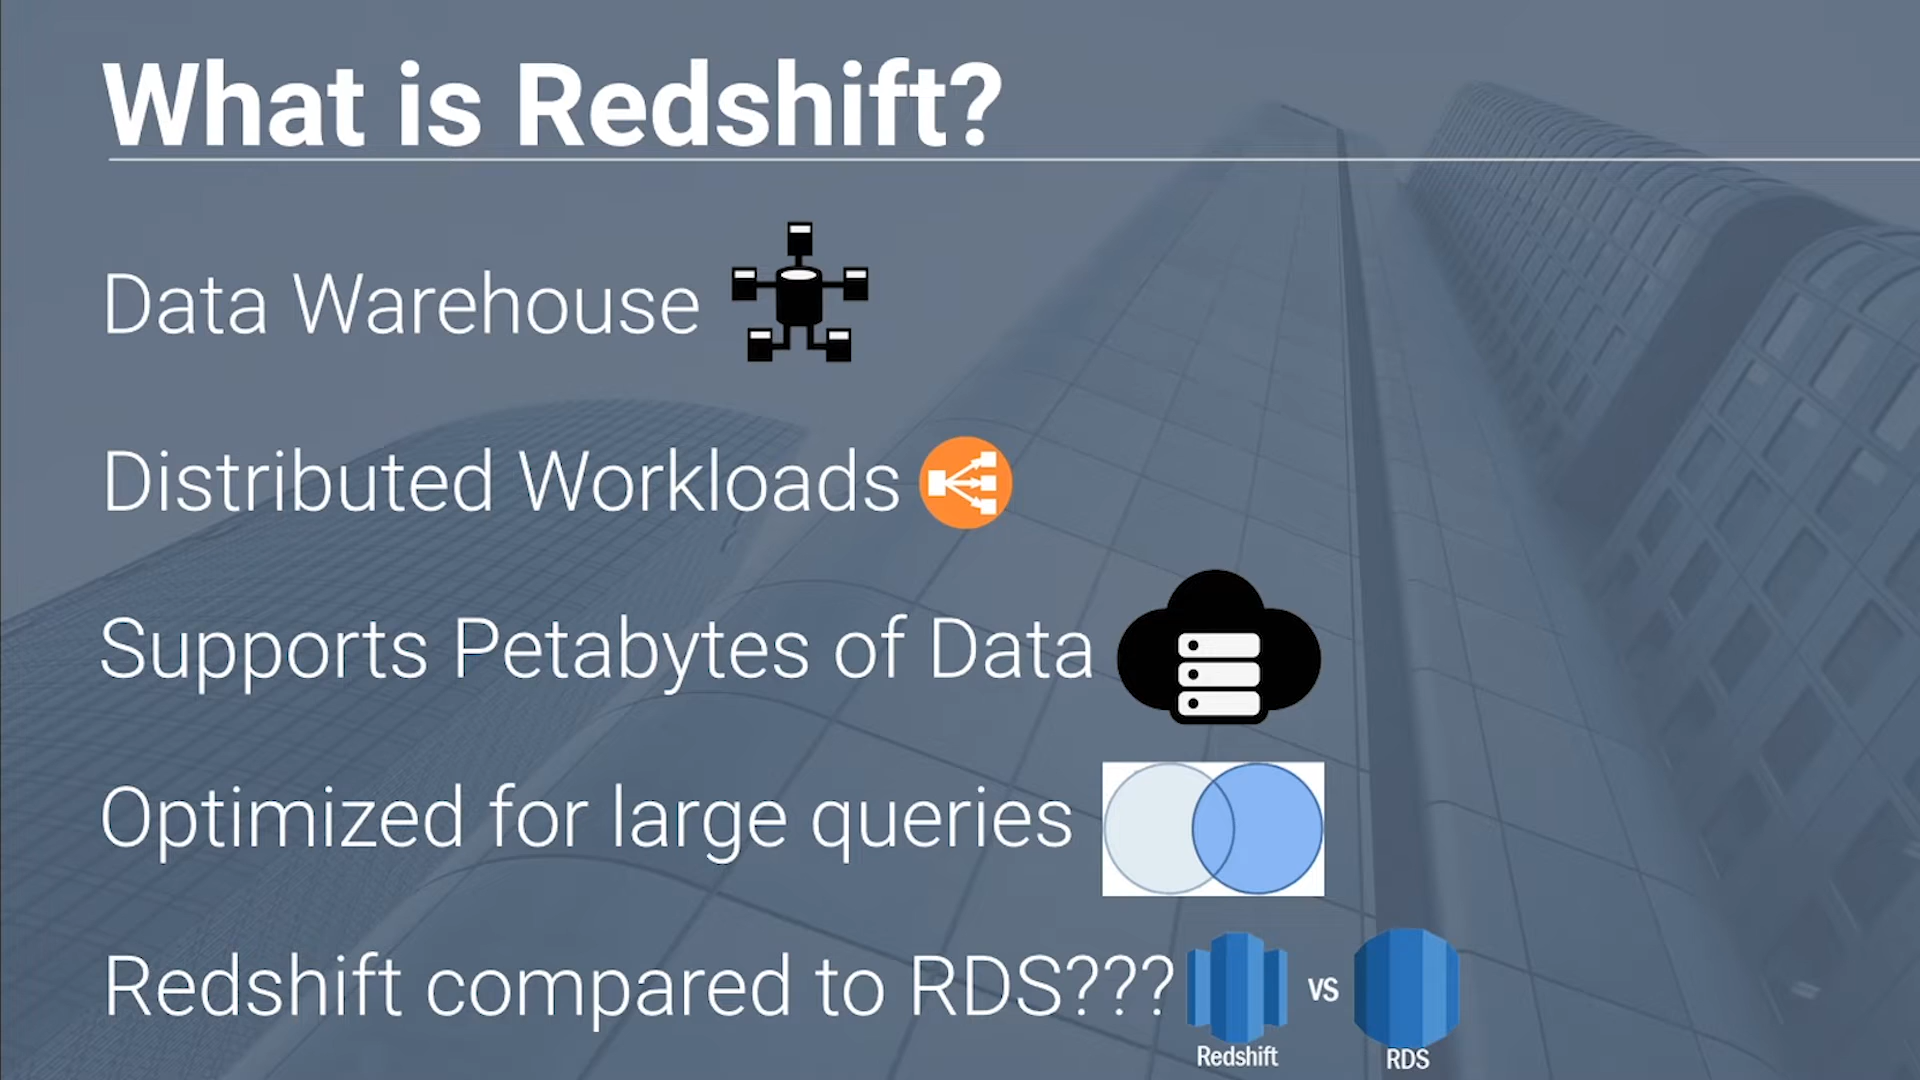 What is Redshift?
Data Warehouse
Distributed Workloads
Supports Petabytes of Data
Optimized for large queries
Redshift compared to RDS???
VS
Redshift
RDS